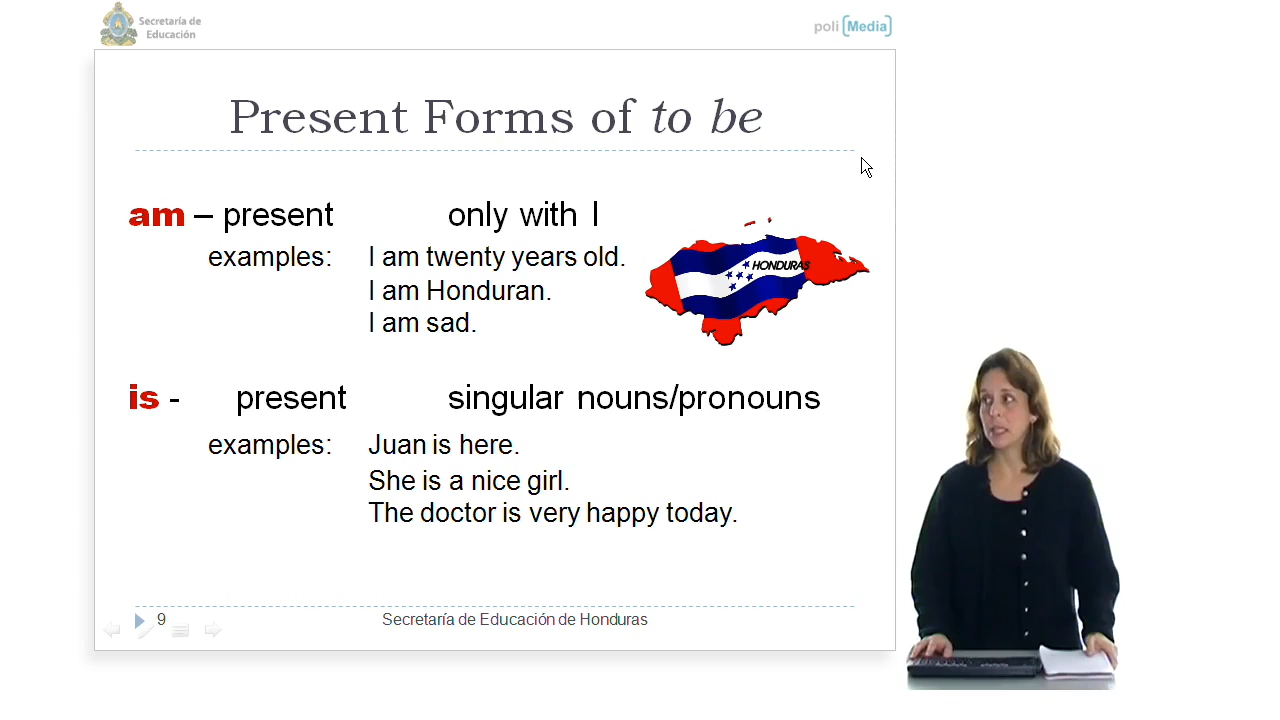 Secretaría de
Educación
poli [Media]
Present Forms of to be
am – present only with I
examples: I am twenty years old.
I am Honduran.
I am sad.
HONDURAS
is - present singular nouns/pronouns
examples: Juan is here.
She is a nice girl.
The doctor is very happy today.
9 Secretaría de Educación de Honduras